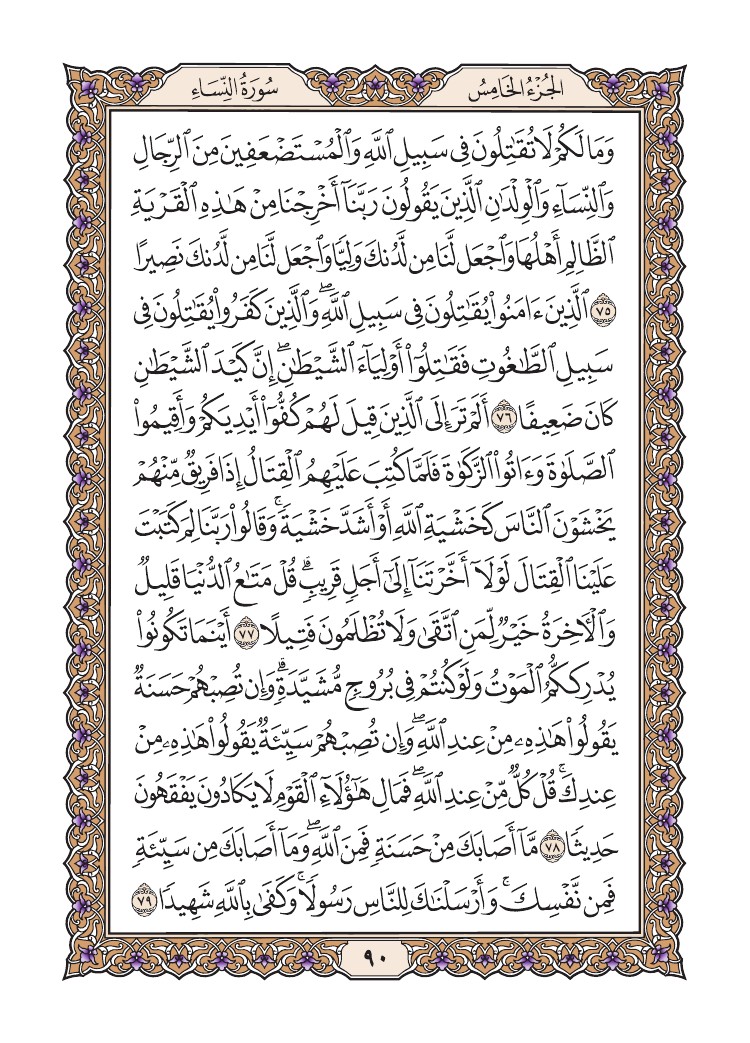 الجُزْءُ الخَامِسُ
سُورَةُ النِّسَاءِ
وَمَا لَكُمْ لَا تُقَٰتِلُونَ فِى سَبِيلِ ٱللَّهِ وَٱلْمُسْتَضْعَفِينَ مِنَ ٱلرِّجَالِ
وَٱلنِّسَآءِ وَٱلْوِلْدَٰنِ ٱلَّذِينَ يَقُولُونَ رَبَّنَآ أَخْرِجْنَا مِنْ هَٰذِهِ ٱلْقَرْيَةِ
ٱلظَّالِمِ أَهْلُهَا وَٱجْعَل لَّنَا مِن لَّدُنكَ وَلِيًّا وَٱجْعَل لَّنَا مِن لَّدُنكَ نَصِيرًا
٧٥ ٱلَّذِينَ ءَامَنُوا۟ يُقَٰتِلُونَ فِى سَبِيلِ ٱللَّهِ ۖ وَٱلَّذِينَ كَفَرُوا۟ يُقَٰتِلُونَ فِى
سَبِيلِ ٱلطَّٰغُوتِ فَقَٰتِلُوٓا۟ أَوْلِيَآءَ ٱلشَّيْطَٰنِ ۖ إِنَّ كَيْدَ ٱلشَّيْطَٰنِ
كَانَ ضَعِيفًا ٧٦ أَلَمْ تَرَ إِلَى ٱلَّذِينَ قِيلَ لَهُمْ كُفُّوٓا۟ أَيْدِيَكُمْ وَأَقِيمُوا۟
ٱلصَّلَوٰةَ وَءَاتُوا۟ ٱلزَّكَوٰةَ فَلَمَّا كُتِبَ عَلَيْهِمُ ٱلْقِتَالُ إِذَا فَرِيقٌ مِّنْهُمْ
يَخْشَوْنَ ٱلنَّاسَ كَخَشْيَةِ ٱللَّهِ أَوْ أَشَدَّ خَشْيَةً ۚ وَقَالُوا۟ رَبَّنَا لِمَ كَتَبْتَ
عَلَيْنَا ٱلْقِتَالَ لَوْلَآ أَخَّرْتَنَآ إِلَىٰٓ أَجَلٍ قَرِيبٍ ۗ قُلْ مَتَٰعُ ٱلدُّنْيَا قَلِيلٌ
وَٱلْءَاخِرَةُ خَيْرٌ لِّمَنِ ٱتَّقَىٰ وَلَا تُظْلَمُونَ فَتِيلًا ٧٧ أَيْنَمَا تَكُونُوا۟
يُدْرِككُّمُ ٱلْمَوْتُ وَلَوْ كُنتُمْ فِى بُرُوجٍ مُّشَيَّدَةٍ ۗ وَإِن تُصِبْهُمْ حَسَنَةٌ
يَقُولُوا۟ هَٰذِهِۦ مِنْ عِندِ ٱللَّهِ ۖ وَإِن تُصِبْهُمْ سَيِّئَةٌ يَقُولُوا۟ هَٰذِهِۦ مِنْ
عِندِكَ ۚ قُلْ كُلٌّ مِّنْ عِندِ ٱللَّهِ ۖ فَمَالِ هَٰٓؤُلَآءِ ٱلْقَوْمِ لَا يَكَادُونَ يَفْقَهُونَ
حَدِيثًا ٧٨ مَّآ أَصَابَكَ مِنْ حَسَنَةٍ فَمِنَ ٱللَّهِ ۖ وَمَآ أَصَابَكَ مِن سَيِّئَةٍ
فَمِن نَّفْسِكَ ۚ وَأَرْسَلْنَٰكَ لِلنَّاسِ رَسُولًا ۚ وَكَفَىٰ بِٱللَّهِ شَهِيدًا ٧٩
٩٠